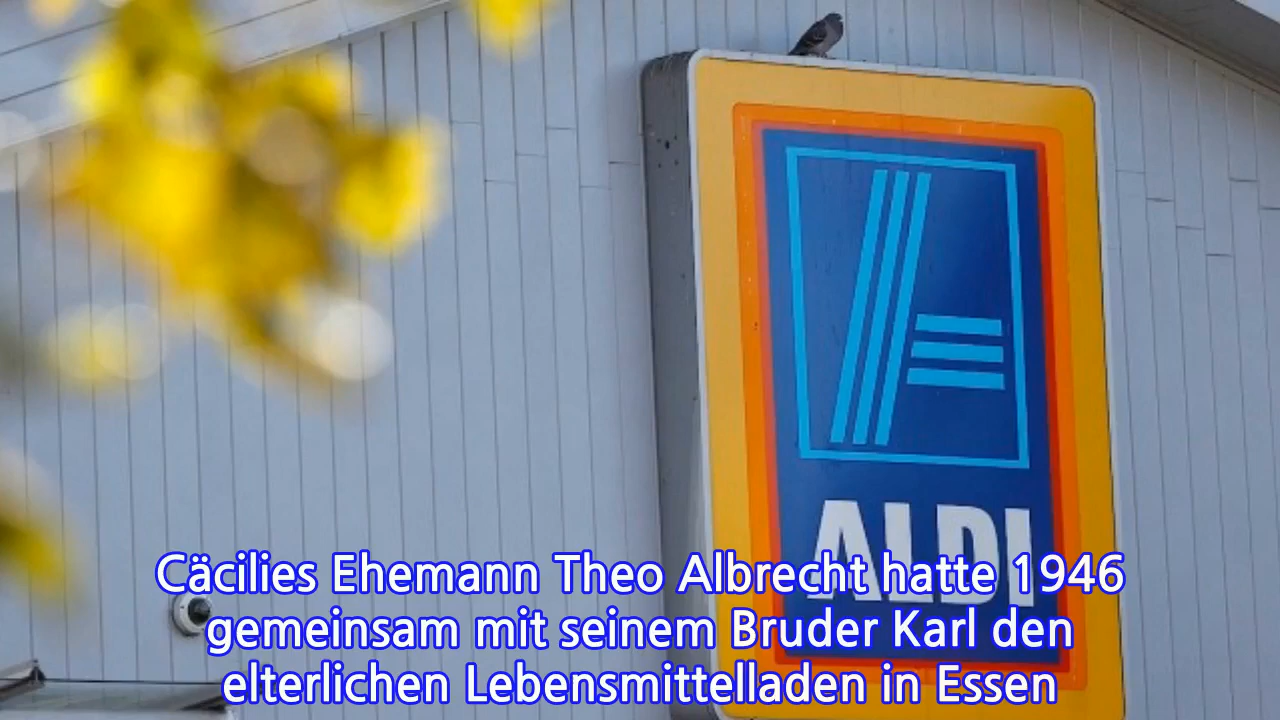 ALDI
Cäcilies Ehemann Theo Albrecht hatte 1946
gemeinsam mit seinem Bruder Karl den
elterlichen Lebensmittelladen in Essen